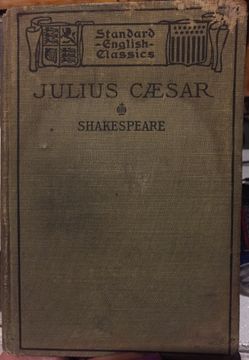 Standard
-English-
Classics
JULIUS CÆSAR
SHAKESPEARE